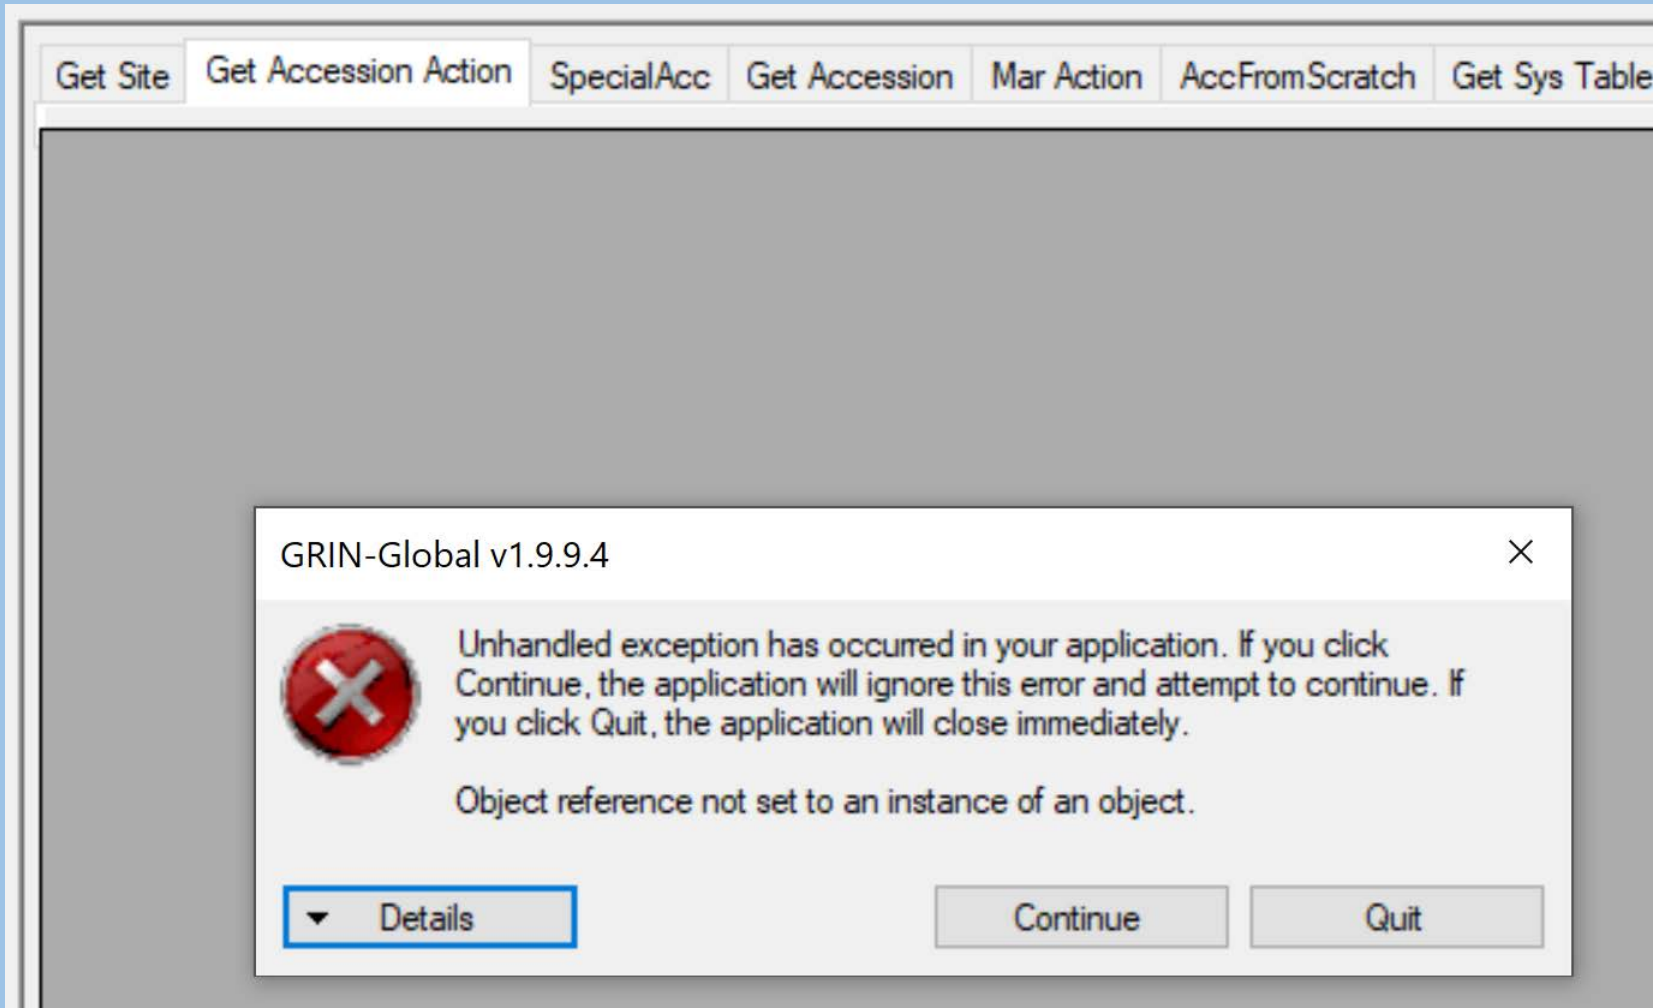 Get Site Get Accession Action SpecialAcc Get Accession Mar Action AccFromScratch Get Sys Table
GRIN-Global v1.9.9.4
Unhandled exception has occurred in your application. If you click
Continue, the application will ignore this error and attempt to continue. If
you click Quit, the application will close immediately.
Object reference not set to an instance of an object.
Details Continue Quit